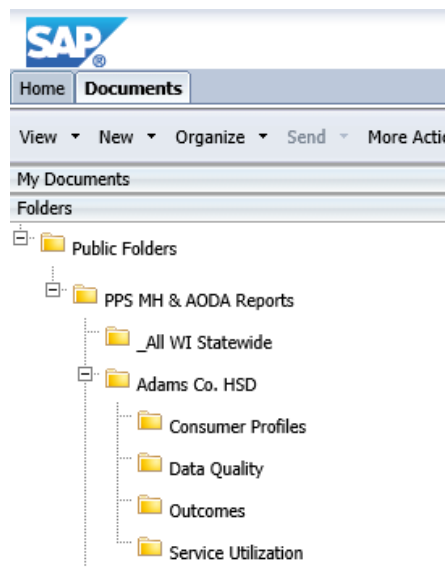 SAP®
Home Documents
View New Organize Send More Acti
My Documents
Folders
Public Folders
PPS MH & AODA Reports
_All WI Statewide
Adams Co. HSD
Consumer Profiles
Data Quality
Outcomes
Service Utilization